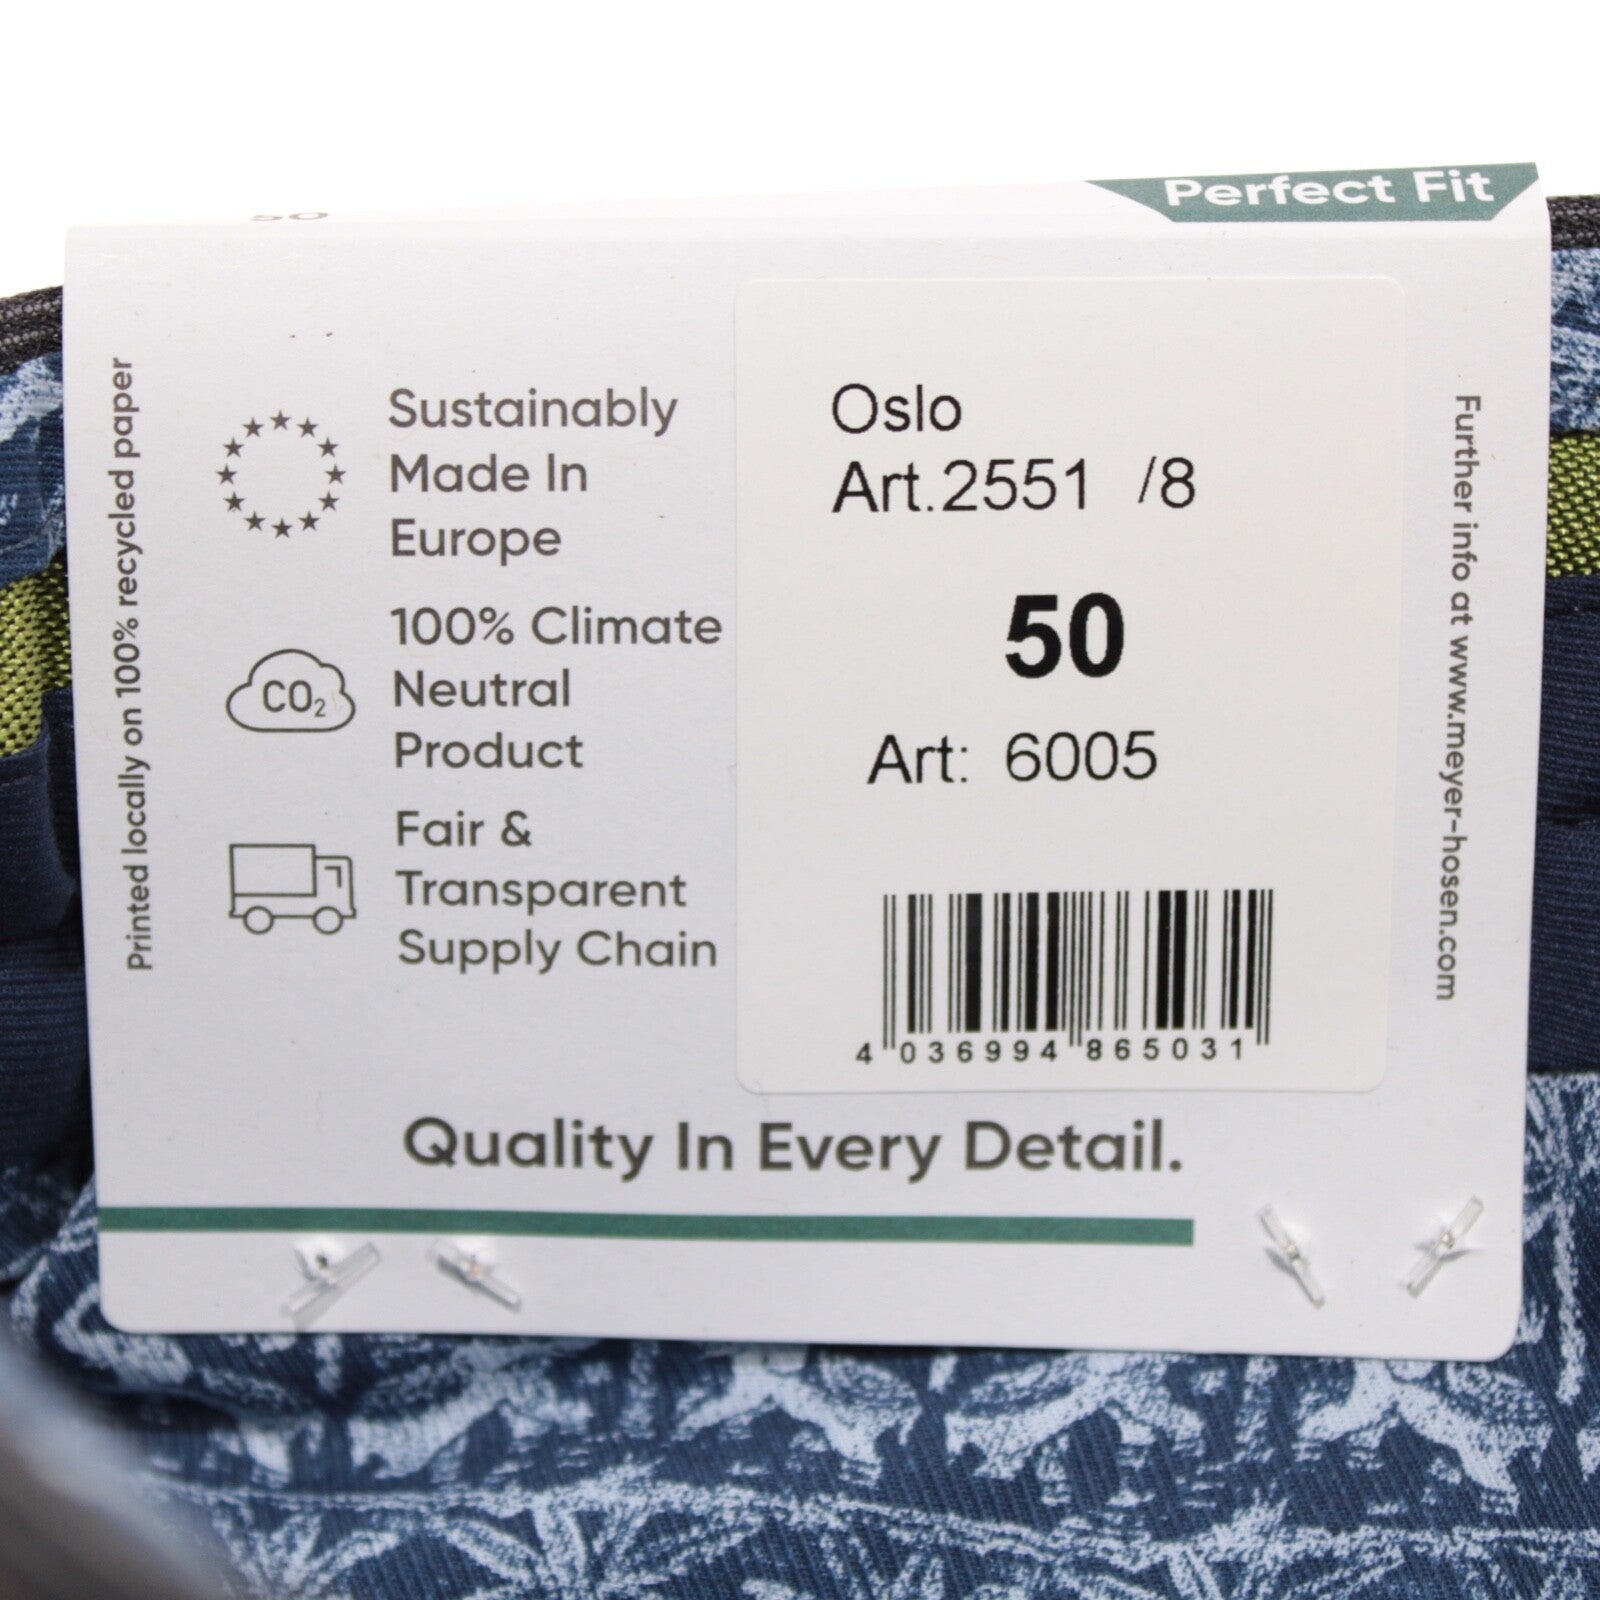 50
Perfect Fit
Printed locally on 100% recycled paper
Sustainably
Made In
Europe
CO₂
100% Climate
Neutral
Product
Fair &
Transparent
Supply Chain
Oslo
Art.2551 /8
50
Art: 6005
4 036994 865031
Further info at www.meyer-hosen.com
Quality In Every Detail.